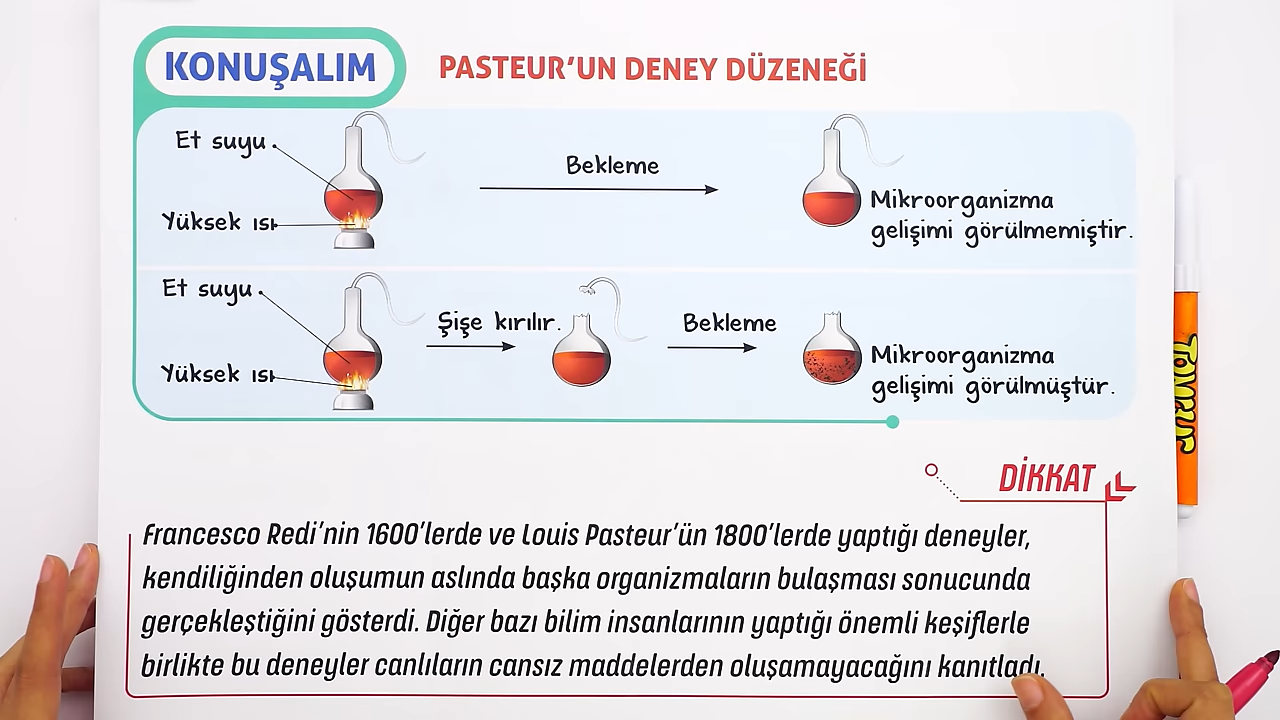 KONUŞALIM
PASTEUR’UN DENEY DÜZENEĞİ
Et suyu
Yüksek ısı
Bekleme
Mikroorganizma
gelişimi görülmemiştir.
Et suyu
Yüksek ısı
Şişe kırılır.
Bekleme
Mikroorganizma
gelişimi görülmüştür.
DİKKAT
Francesco Redi’nin 1600’lerde ve Louis Pasteur’ün 1800’lerde yaptığı deneyler,
kendiliğinden oluşumun aslında başka organizmaların bulaşması sonucunda
gerçekleştiğini gösterdi. Diğer bazı bilim insanlarının yaptığı önemli keşiflerle
birlikte bu deneyler canlıların cansız maddelerden oluşamayacağını kanıtladı.